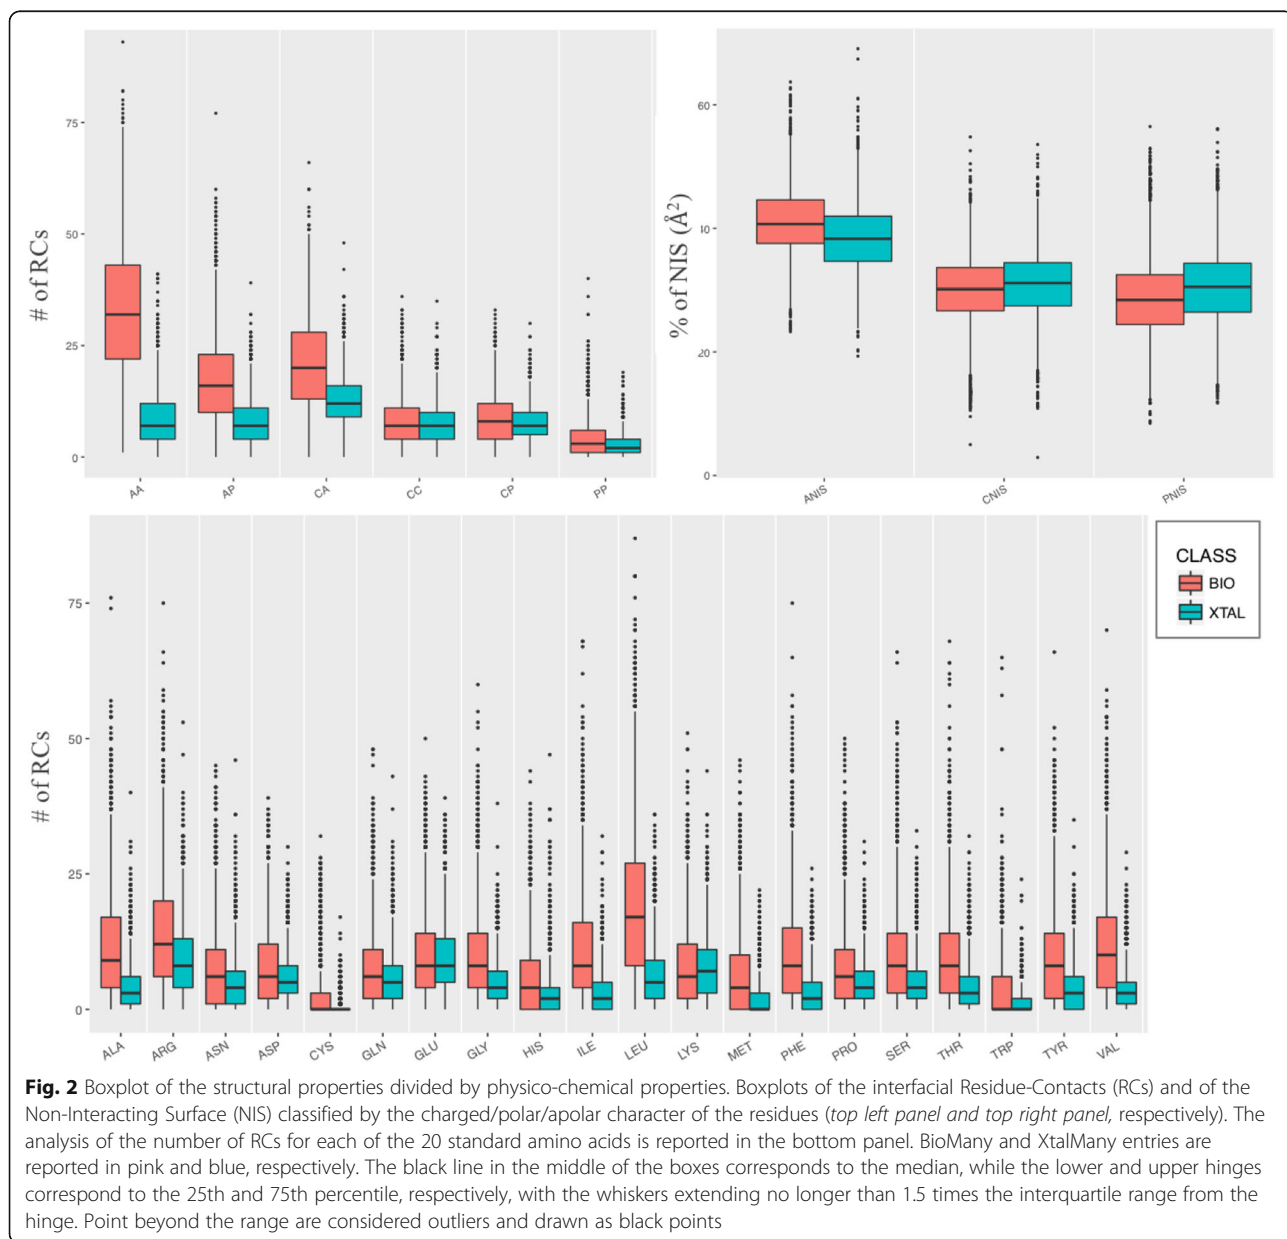 # of RCs
75
50
25
0
AA
AP
CA
CC
CP
PP
% of NIS (Å²)
60
40
20
0
ANIS
CNIS
PNIS
# of RCs
75
50
25
0
ALA
ARG
ASN
ASP
CYS
GLN
GLU
GLY
HIS
ILE
LEU
LYS
MET
PHE
PRO
SER
THR
TRP
TYR
VAL
CLASS
BIO
XTAL
Fig. 2 Boxplot of the structural properties divided by physico-chemical properties. Boxplots of the interfacial Residue-Contacts (RCs) and of the
Non-Interacting Surface (NIS) classified by the charged/polar/apolar character of the residues (top left panel and top right panel, respectively). The
analysis of the number of RCs for each of the 20 standard amino acids is reported in the bottom panel. BioMany and XtalMany entries are
reported in pink and blue, respectively. The black line in the middle of the boxes corresponds to the median, while the lower and upper hinges
correspond to the 25th and 75th percentile, respectively, with the whiskers extending no longer than 1.5 times the interquartile range from the
hinge. Point beyond the range are considered outliers and drawn as black points